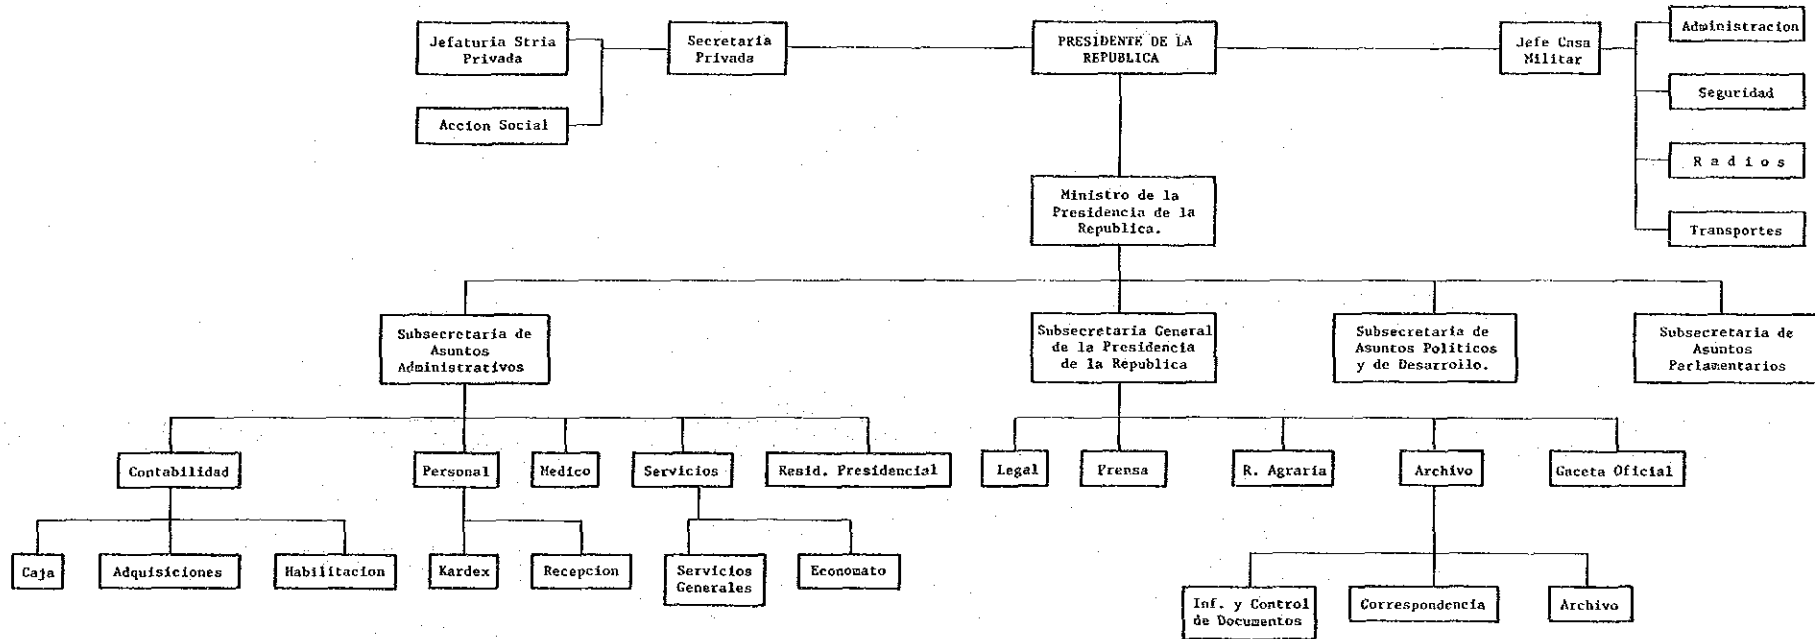 Jefaturia Stria
Privada
Secretaria
Privada
PRESIDENTE DE LA
REPUBLICA
Jefe Casa
Militar
Administracion
Seguridad
Accion Social
R a d i o s
Transportes
Ministro de la
Presidencia de la
Republica.
Subsecretaria de
Asuntos
Administrativos
Subsecretaria General
de la Presidencia
de la Republica
Subsecretaria de
Asuntos Politicos
y de Desarrollo.
Subsecretaria de
Asuntos
Parlamentarios
Contabilidad
Personal
Medico
Servicios
Resid. Presidencial
Legal
Prensa
R. Agraria
Archivo
Gaceta Oficial
Caja
Adquisiciones
Habilitacion
Kardex
Recepcion
Servicios
Generales
Economato
Inf. y Control
de Documentos
Correspondencia
Archivo